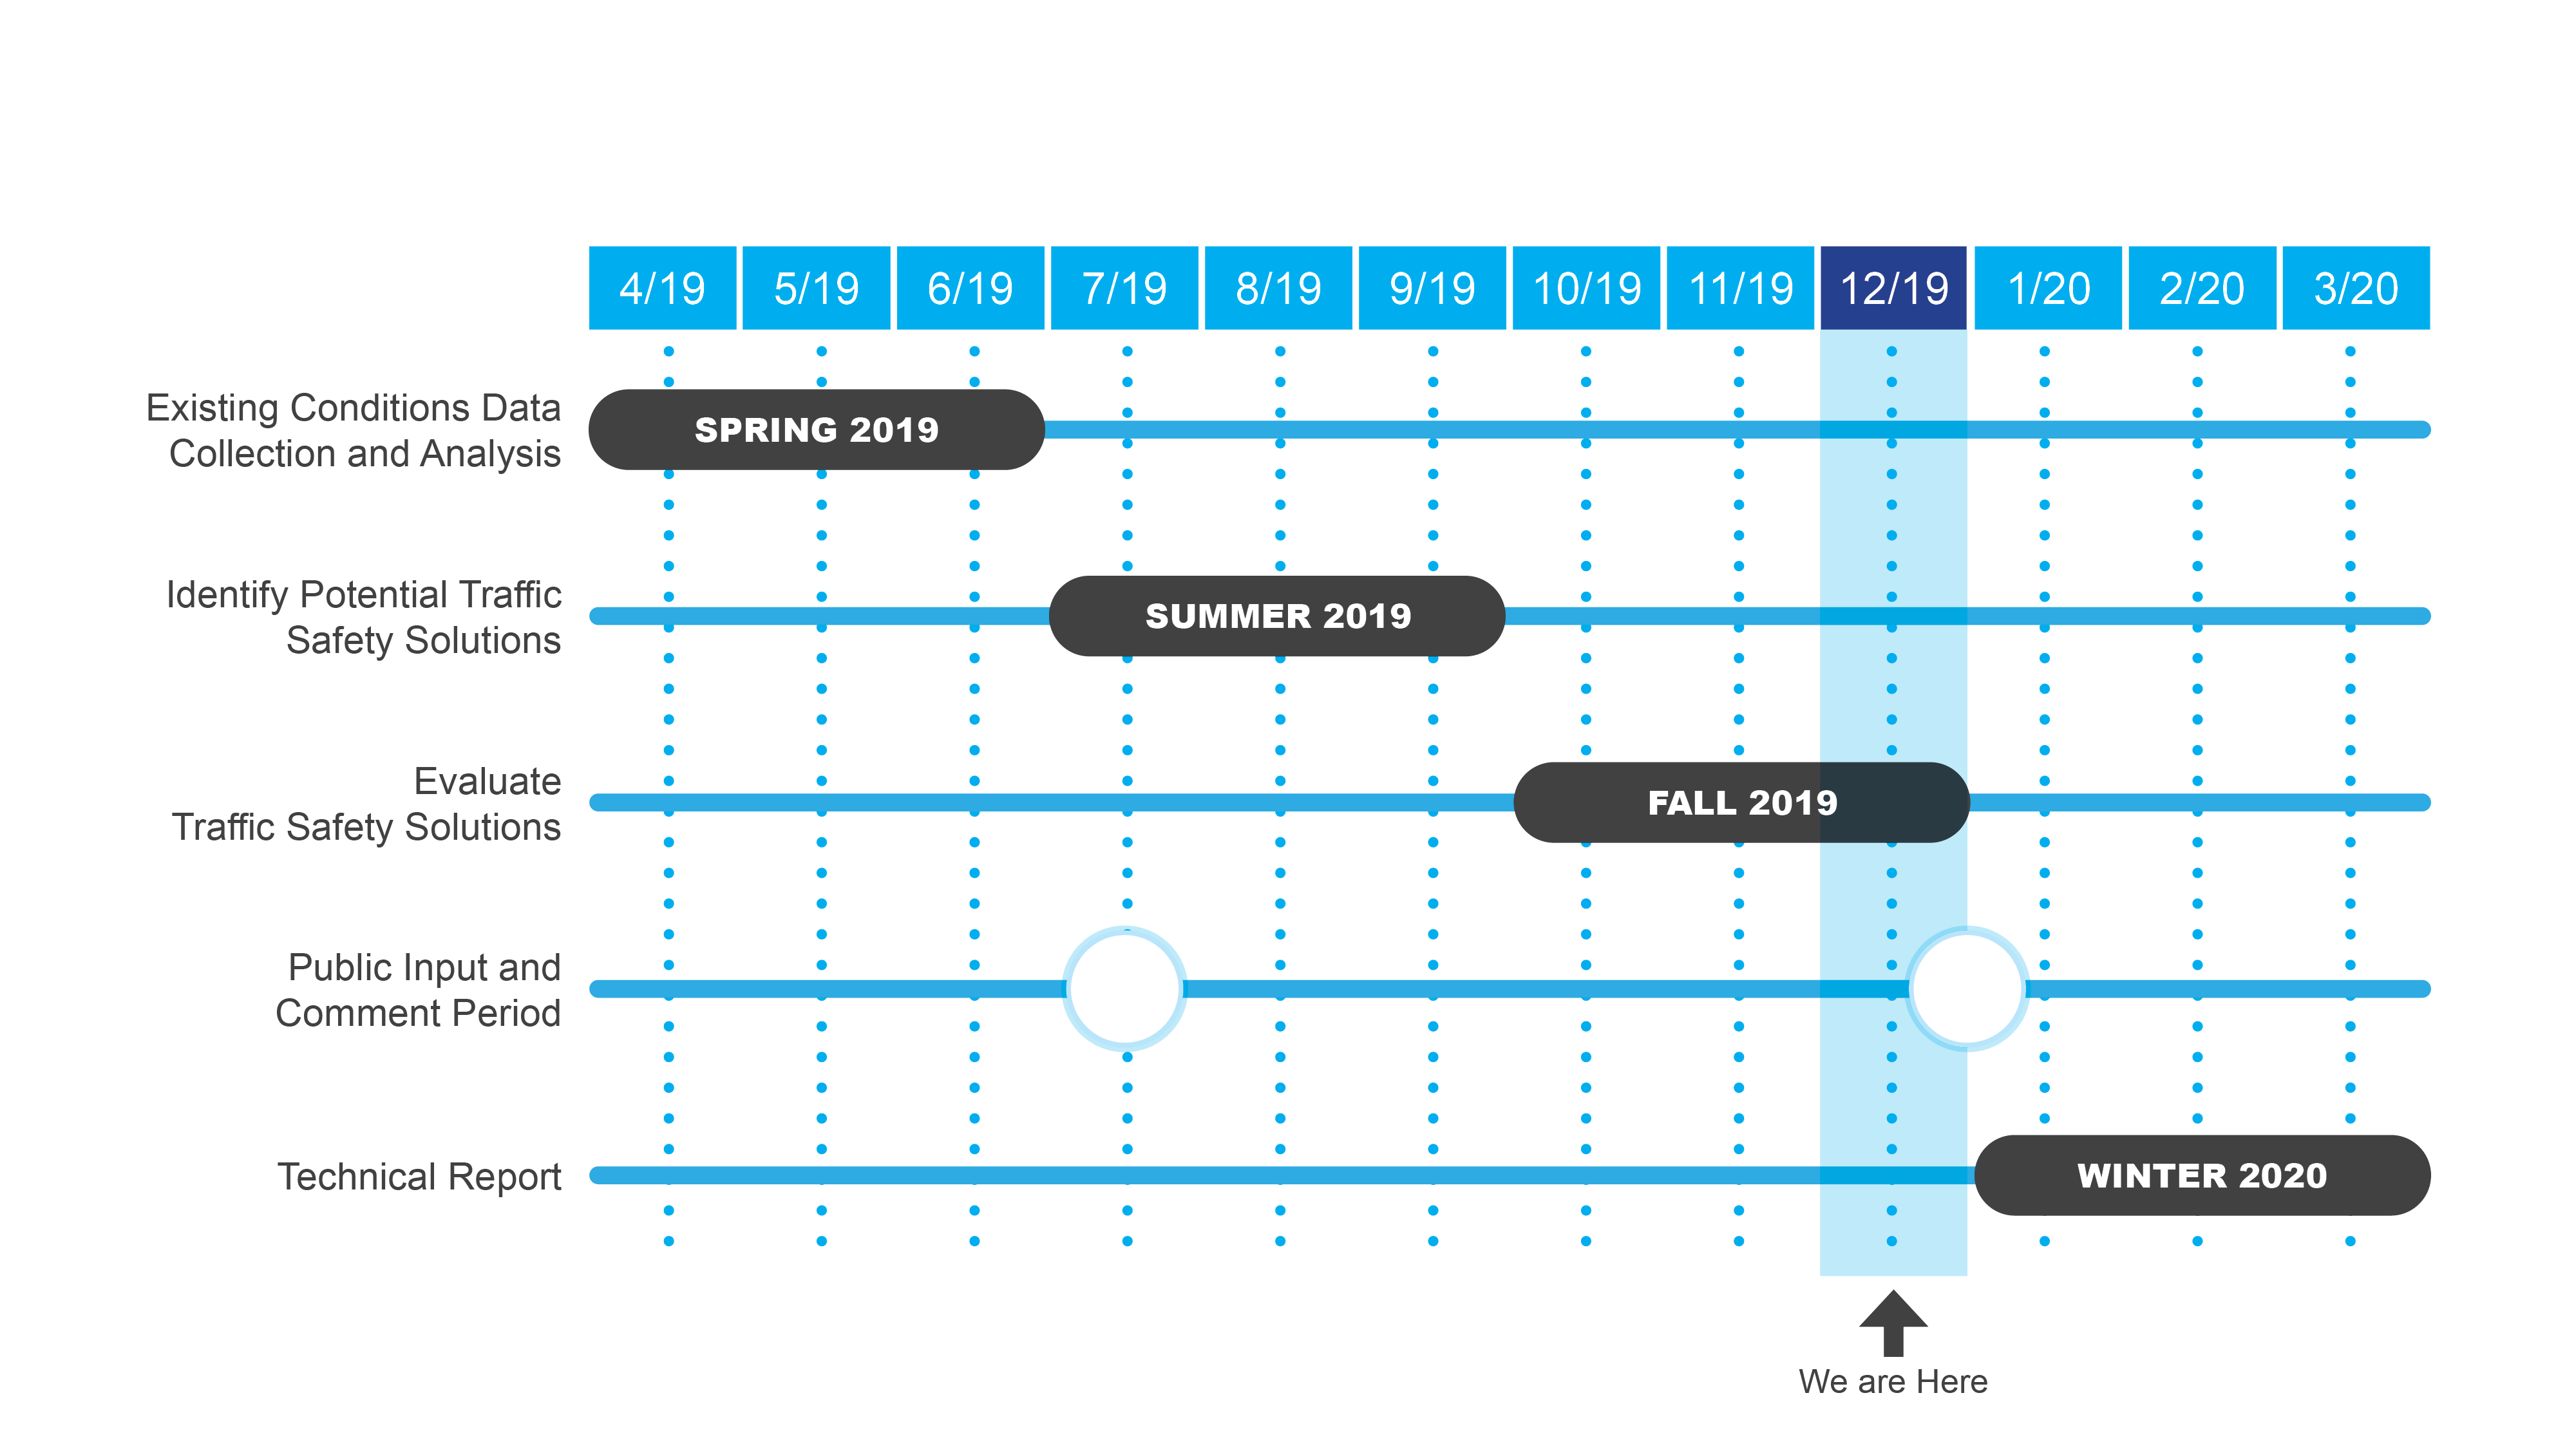 4/19 5/19 6/19 7/19 8/19 9/19 10/19 11/19 12/19 1/20 2/20 3/20
Existing Conditions Data
Collection and Analysis
SPRING 2019
Identify Potential Traffic
Safety Solutions
SUMMER 2019
Evaluate
Traffic Safety Solutions
FALL 2019
Public Input and
Comment Period
Technical Report
WINTER 2020
We are Here